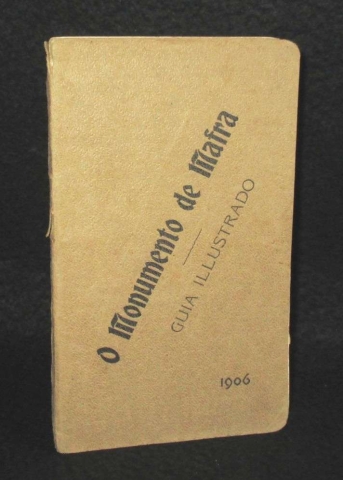 O Monumento de Mafra
GUIA ILLUSTRADO
1906